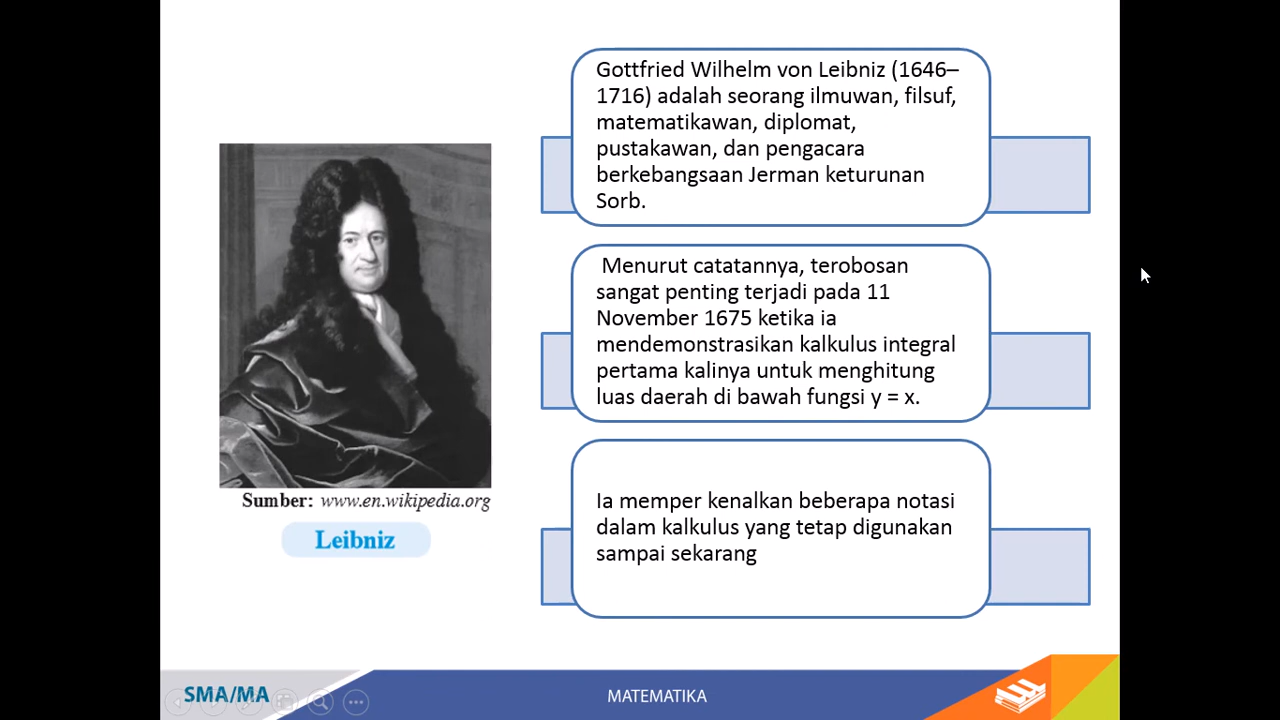 Gottfried Wilhelm von Leibniz (1646–
1716) adalah seorang ilmuwan, filsuf,
matematikawan, diplomat,
pustakawan, dan pengacara
berkebangsaan Jerman keturunan
Sorb.
Menurut catatannya, terobosan
sangat penting terjadi pada 11
November 1675 ketika ia
mendemonstrasikan kalkulus integral
pertama kalinya untuk menghitung
luas daerah di bawah fungsi y = x.
Ia memper kenalkan beberapa notasi
dalam kalkulus yang tetap digunakan
sampai sekarang
Sumber: www.en.wikipedia.org
Leibniz
SMA/MA
MATEMATIKA